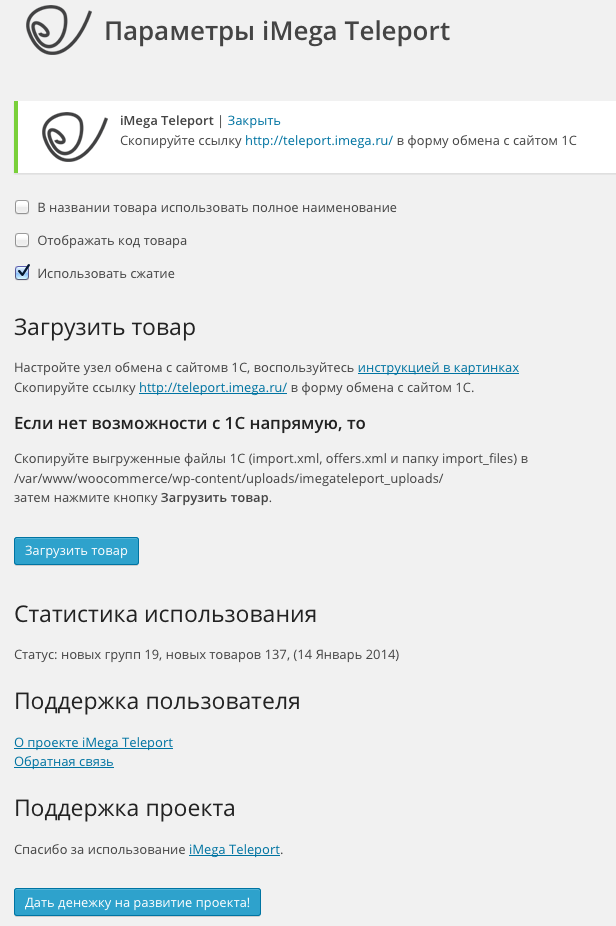 Параметры iMega Teleport
iMega Teleport | Закрыть
Скопируйте ссылку http://teleport.imega.ru/ в форму обмена с сайтом 1С
В названии товара использовать полное наименование
Отображать код товара
Использовать сжатие
Загрузить товар
Настройте узел обмена с сайтомв 1С, воспользуйтесь инструкцией в картинках
Скопируйте ссылку http://teleport.imega.ru/ в форму обмена с сайтом 1С.
Если нет возможности с 1С напрямую, то
Скопируйте выгруженные файлы 1С (import.xml, offers.xml и папку import_files) в
/var/www/woocommerce/wp-content/uploads/imegateleport_uploads/
затем нажмите кнопку Загрузить товар.
Загрузить товар
Статистика использования
Статус: новых групп 19, новых товаров 137, (14 Январь 2014)
Поддержка пользователя
О проекте iMega Teleport
Обратная связь
Поддержка проекта
Спасибо за использование iMega Teleport.
Дать денежку на развитие проекта!